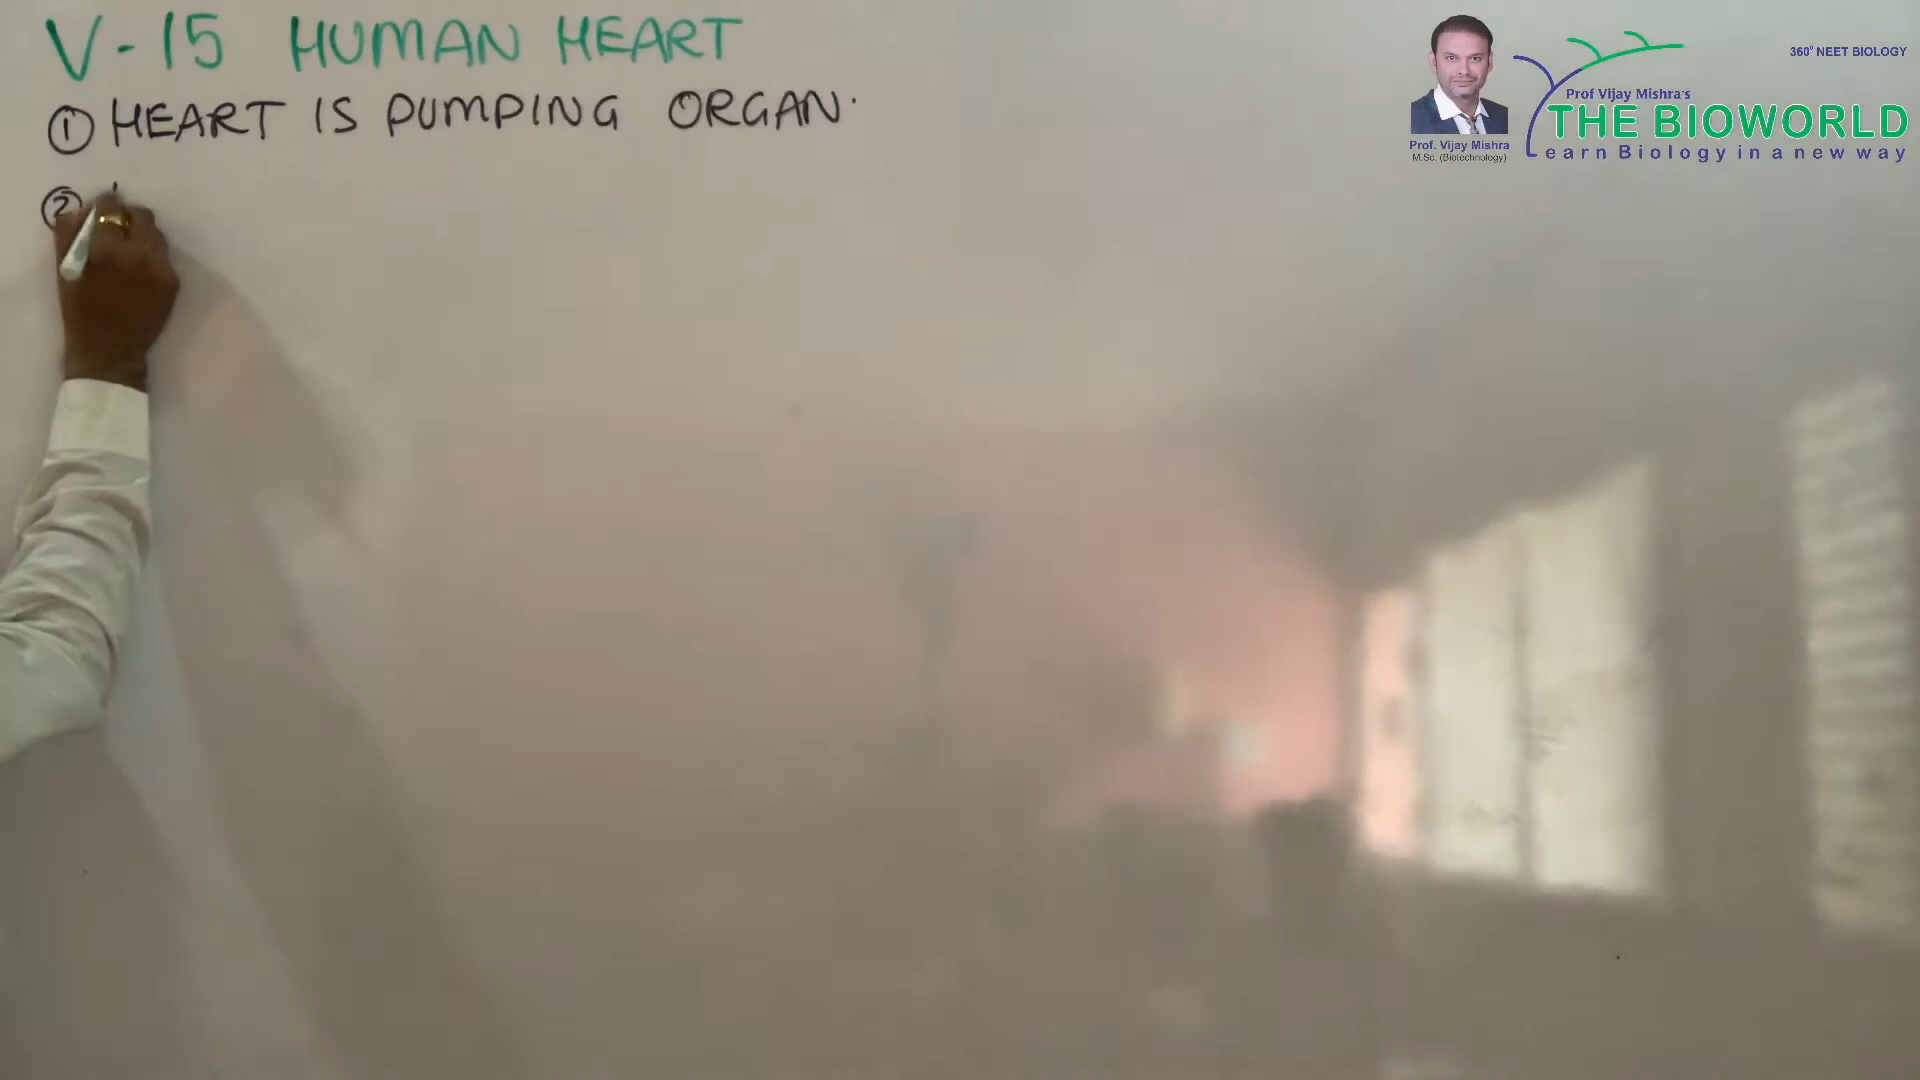 V-15 HUMAN HEART
① HEART IS PUMPING ORGAN.
②
360° NEET BIOLOGY
Prof Vijay Mishra's
THE BIOWORLD
Learn Biology in a new way
Prof. Vijay Mishra
M.Sc. (Biotechnology)